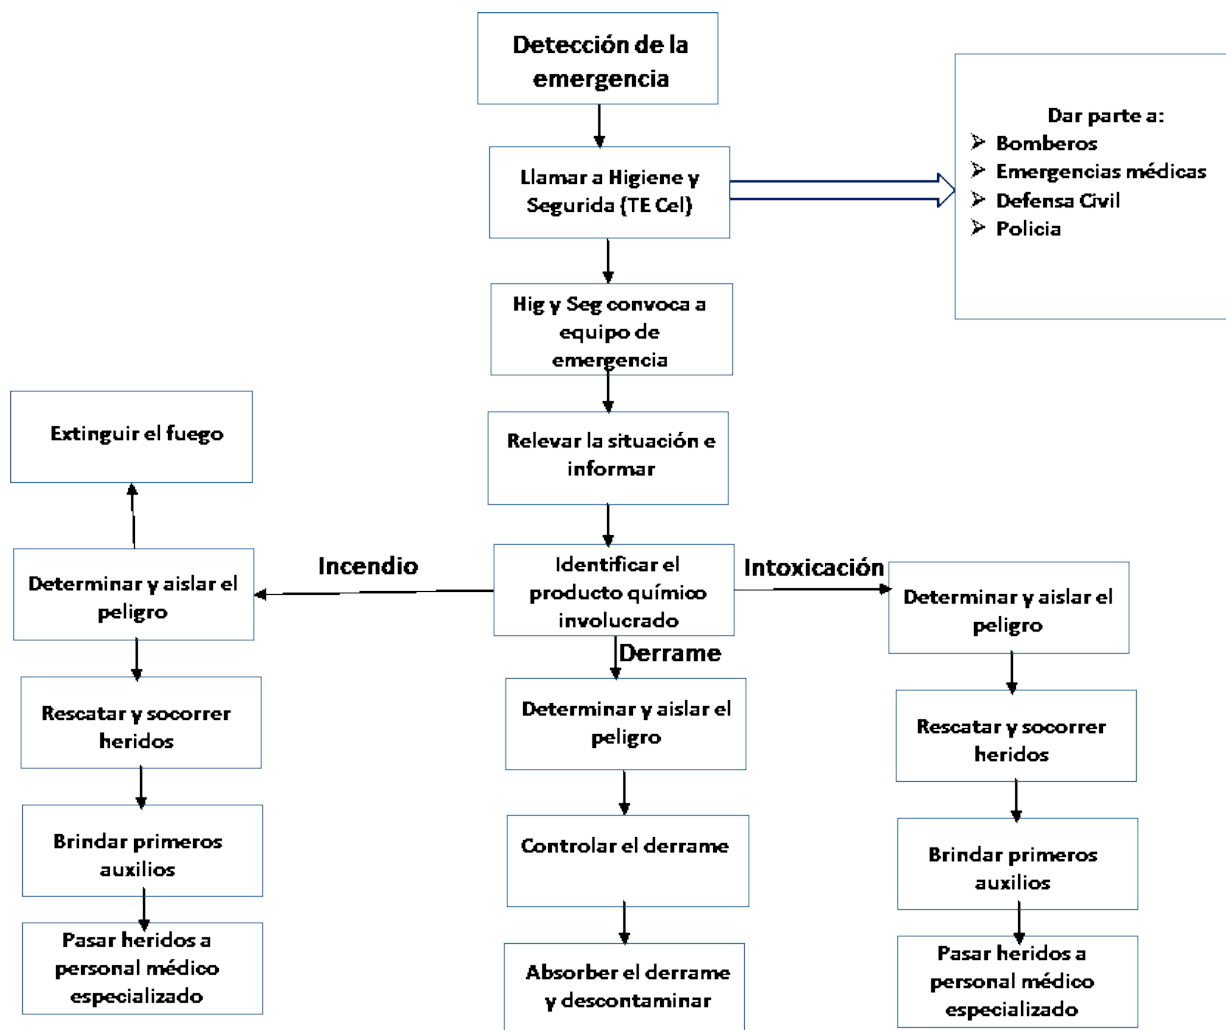 Detección de la
emergencia
Dar parte a:
Bomberos
Emergencias médicas
Defensa Civil
Policia
Llamar a Higiene y
Segurida (TE Cel)
Hig y Seg convoca a
equipo de
emergencia
Relevar la situación e
informar
Identificar el
producto químico
involucrado
Incendio
Determinar y aislar el
peligro
Extinguir el fuego
Rescatar y socorrer
heridos
Brindar primeros
auxilios
Pasar heridos a
personal médico
especializado
Derrame
Determinar y aislar el
peligro
Controlar el derrame
Absorber el derrame
y descontaminar
Intoxicación
Determinar y aislar el
peligro
Rescatar y socorrer
heridos
Brindar primeros
auxilios
Pasar heridos a
personal médico
especializado